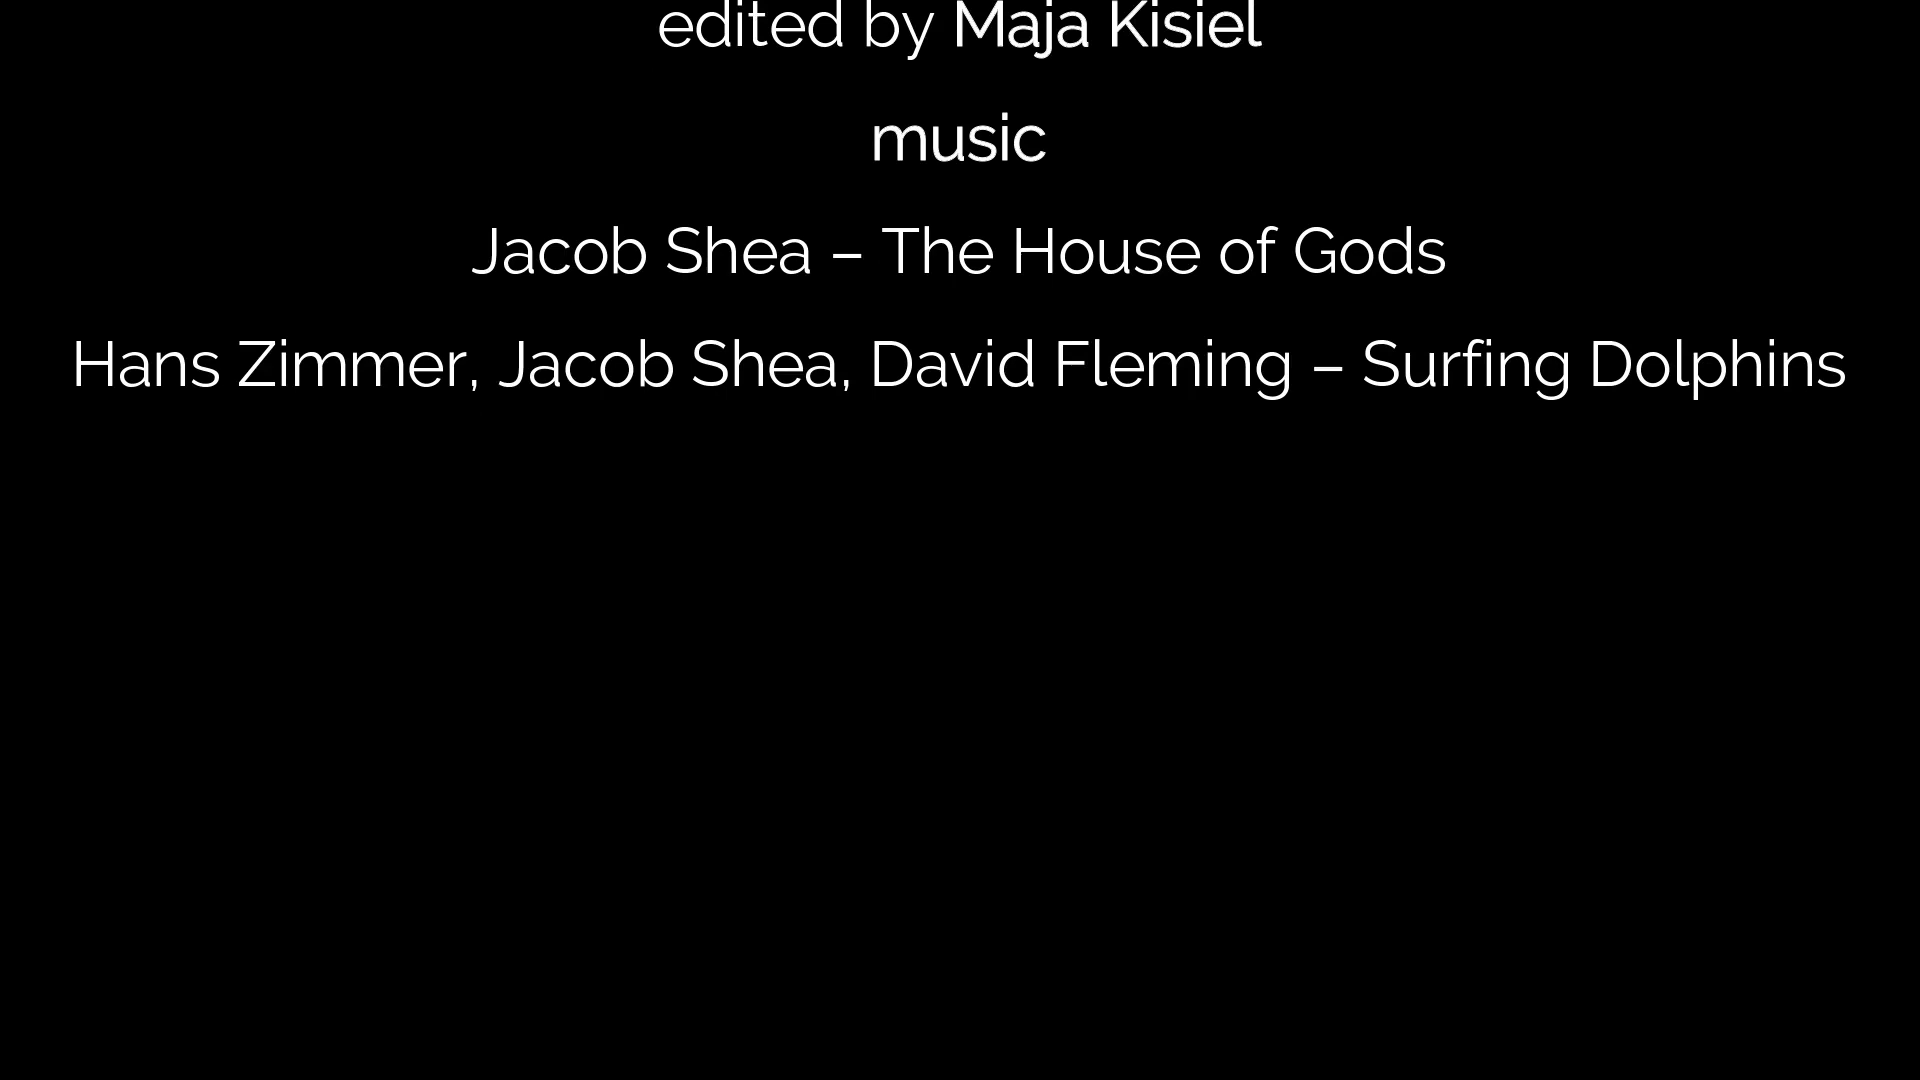 edited by Maja Kisiel
music
Jacob Shea – The House of Gods
Hans Zimmer, Jacob Shea, David Fleming – Surfing Dolphins